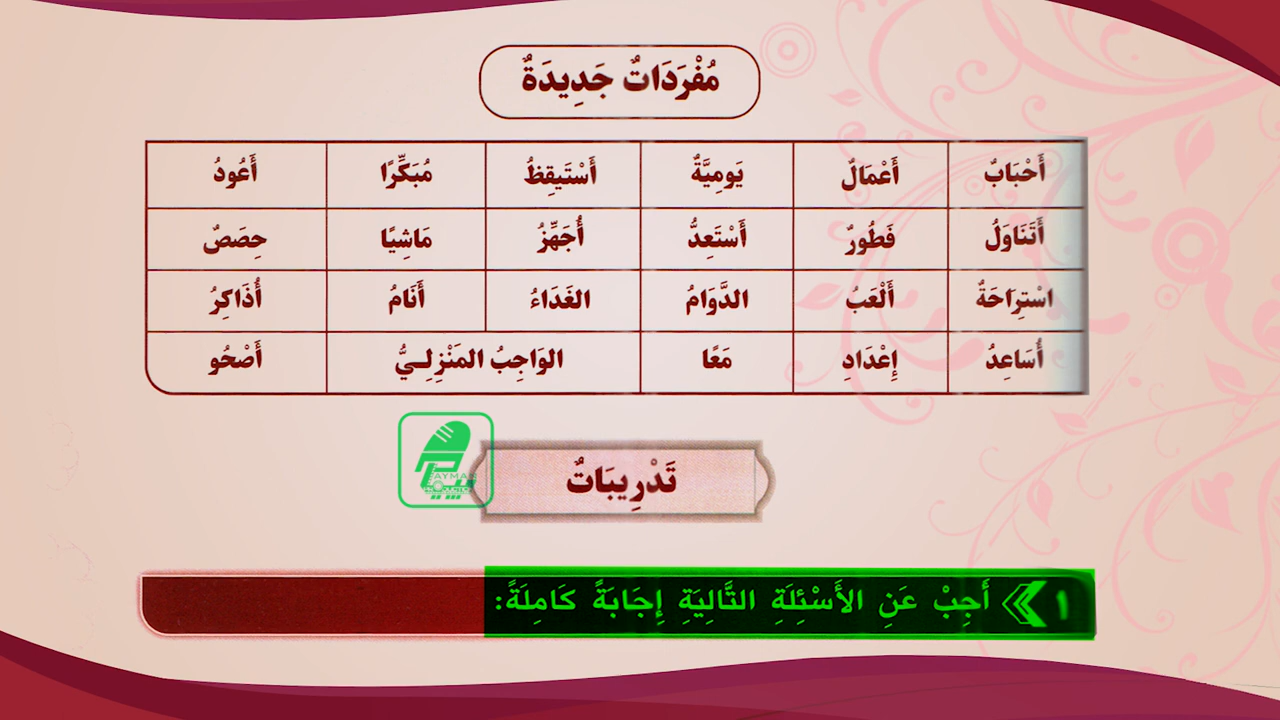 مُفْرَدَاتٌ جَدِيدَةٌ
أَحْبَابٌ أَعْمَالٌ يَومِيَّةٌ أَسْتَيقِظُ مُبَكِّرًا أَعُودُ
أَتَنَاوَلُ فَطُورٌ أَسْتَعِدُّ أُجَهِّزُ مَاشِيًا حِصَصٌ
اسْتِرَاحَةٌ أَلْعَبُ الدَّوَامُ الغَدَاءُ أَنَامُ أُذَاكِرُ
أُسَاعِدُ إِعْدَادِ مَعًا الوَاجِبُ المَنْزِلِـيُّ أَصْحُو
تَدْرِيبَاتٌ
١ أَجِبْ عَنِ الأَسْئِلَةِ التَّالِيَةِ إِجَابَةً كَامِلَةً: